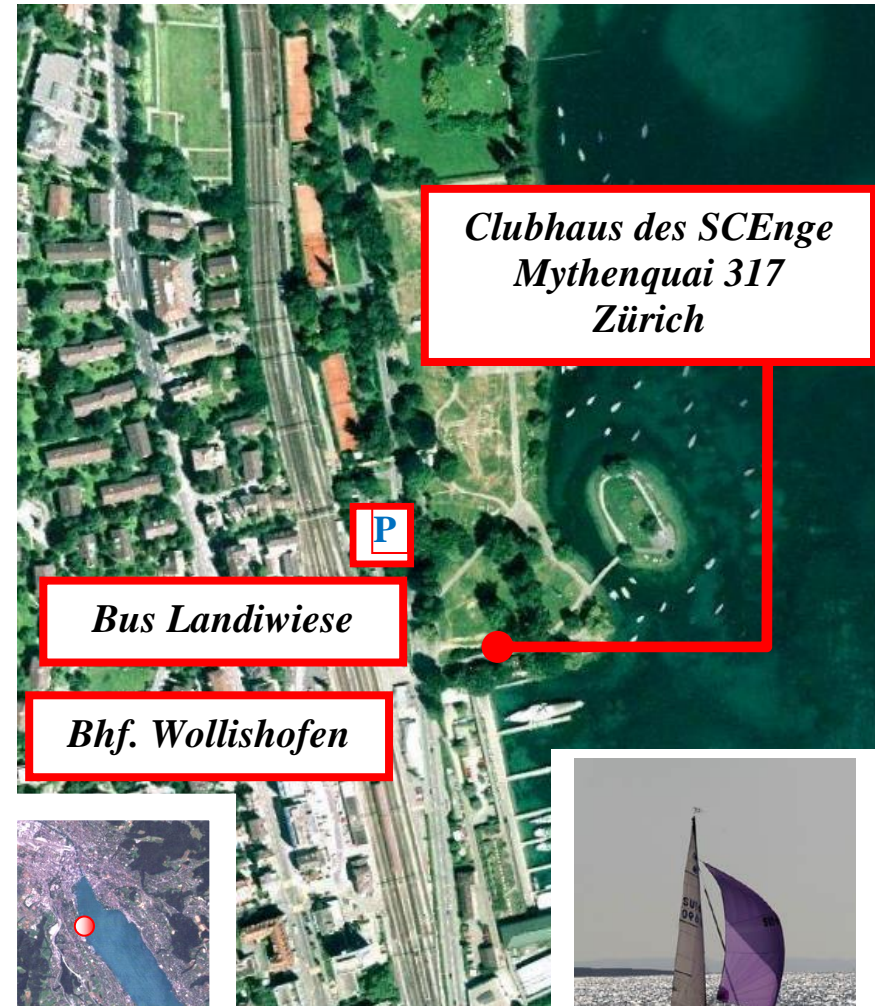 Clubhaus des SCEnge
Mythenquai 317
Zürich
P
Bus Landiwiese
Bhf. Wollishofen